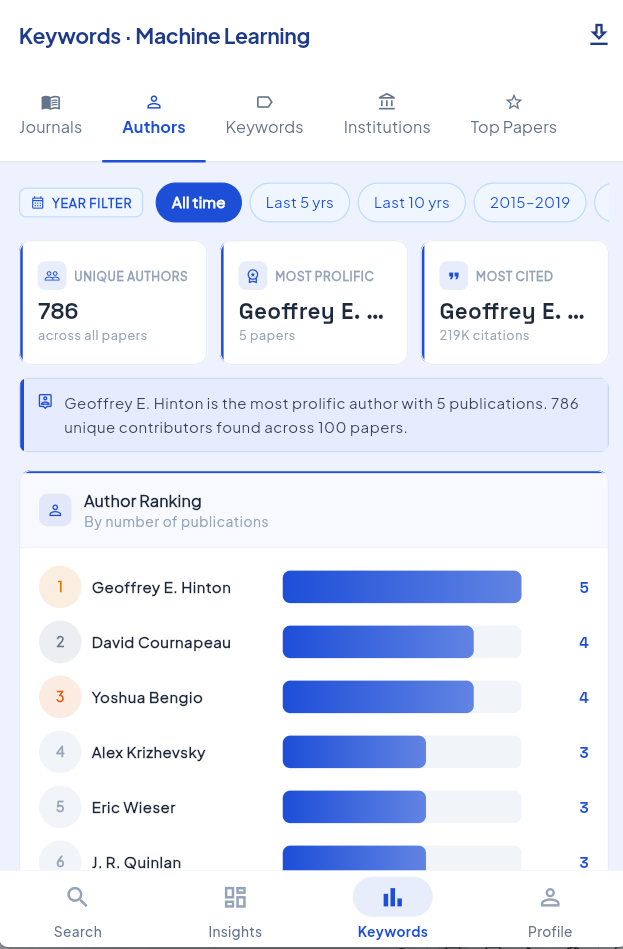 Keywords · Machine Learning
Journals Authors Keywords Institutions Top Papers
YEAR FILTER All time Last 5 yrs Last 10 yrs 2015–2019
UNIQUE AUTHORS MOST PROLIFIC MOST CITED
786 Geoffrey E. ... Geoffrey E. ...
across all papers 5 papers 219K citations
Geoffrey E. Hinton is the most prolific author with 5 publications. 786
unique contributors found across 100 papers.
Author Ranking
By number of publications
1 Geoffrey E. Hinton 5
2 David Cournapeau 4
3 Yoshua Bengio 4
4 Alex Krizhevsky 3
5 Eric Wieser 3
6 J. R. Quinlan 3
Search Insights Keywords Profile